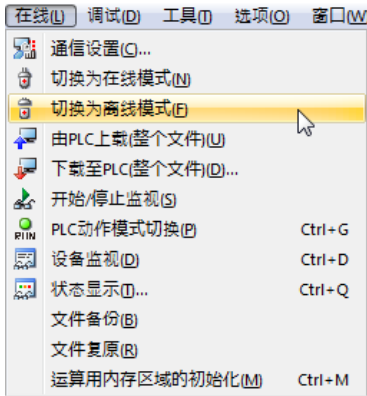 在线(L) 调试(D) 工具(T) 选项(O) 窗口(W
通信设置(C)...
切换为在线模式(N)
切换为离线模式(F)
由PLC上载(整个文件)(U)
下载至PLC(整个文件)(D)...
开始/停止监视(S)
RUN PLC动作模式切换(P) Ctrl+G
设备监视(D) Ctrl+D
状态显示(I)... Ctrl+Q
文件备份(B)
文件复原(R)
运算用内存区域的初始化(M) Ctrl+M